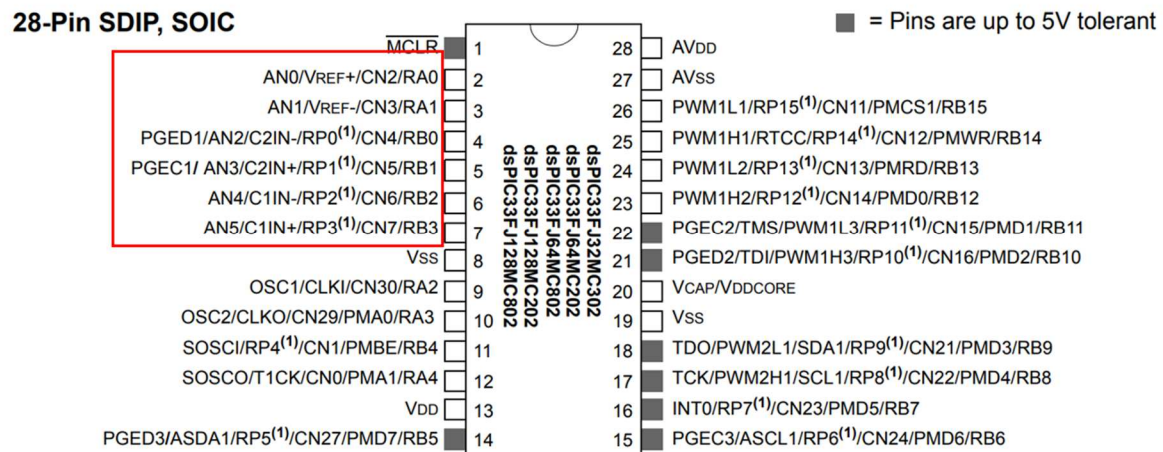 28-Pin SDIP, SOIC
= Pins are up to 5V tolerant
MCLR 1
AN0/VREF+/CN2/RA0 2
AN1/VREF-/CN3/RA1 3
PGED1/AN2/C2IN-/RP0(1)/CN4/RB0 4
PGEC1/ AN3/C2IN+/RP1(1)/CN5/RB1 5
AN4/C1IN-/RP2(1)/CN6/RB2 6
AN5/C1IN+/RP3(1)/CN7/RB3 7
VSS 8
OSC1/CLKI/CN30/RA2 9
OSC2/CLKO/CN29/PMA0/RA3 10
SOSCI/RP4(1)/CN1/PMBE/RB4 11
SOSCO/T1CK/CN0/PMA1/RA4 12
VDD 13
PGED3/ASDA1/RP5(1)/CN27/PMD7/RB5 14
dsPIC33FJ32MC302
dsPIC33FJ64MC202
dsPIC33FJ64MC802
dsPIC33FJ128MC202
dsPIC33FJ128MC802
28 AVDD
27 AVSS
26 PWM1L1/RP15(1)/CN11/PMCS1/RB15
25 PWM1H1/RTCC/RP14(1)/CN12/PMWR/RB14
24 PWM1L2/RP13(1)/CN13/PMRD/RB13
23 PWM1H2/RP12(1)/CN14/PMD0/RB12
22 PGEC2/TMS/PWM1L3/RP11(1)/CN15/PMD1/RB11
21 PGED2/TDI/PWM1H3/RP10(1)/CN16/PMD2/RB10
20 VCAP/VDDCORE
19 VSS
18 TDO/PWM2L1/SDA1/RP9(1)/CN21/PMD3/RB9
17 TCK/PWM2H1/SCL1/RP8(1)/CN22/PMD4/RB8
16 INT0/RP7(1)/CN23/PMD5/RB7
15 PGEC3/ASCL1/RP6(1)/CN24/PMD6/RB6